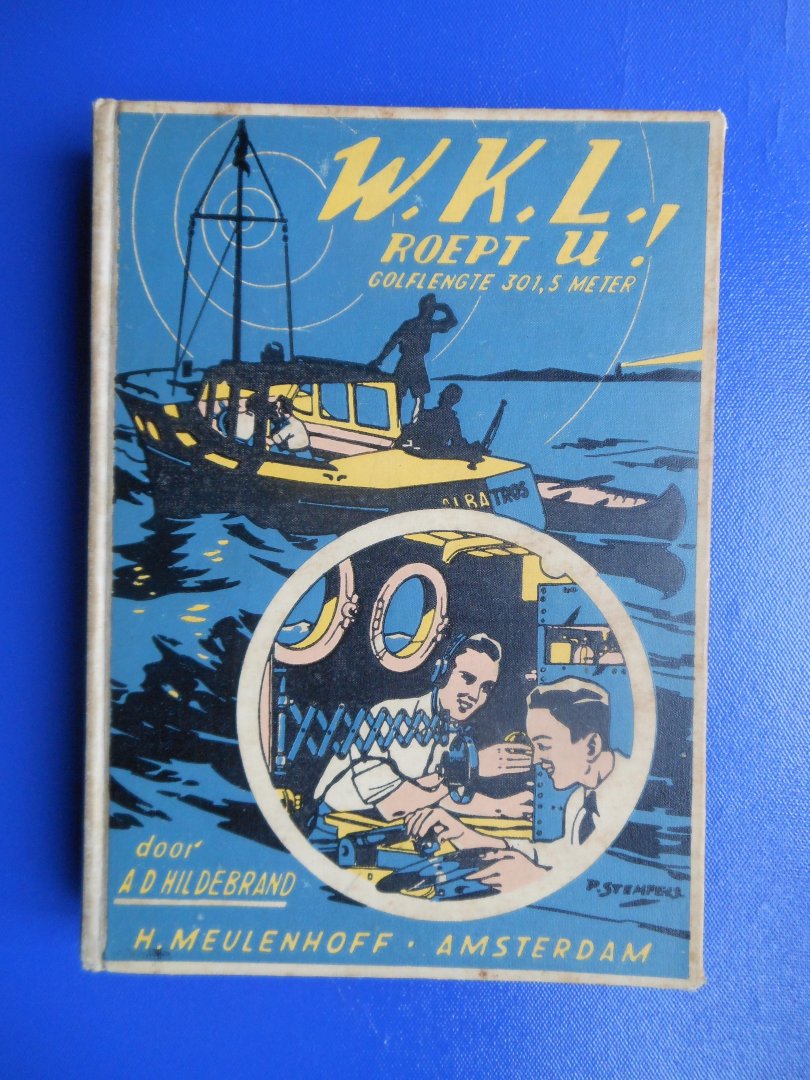 W.K.L.
ROEPT U!
GOLFLENGTE 301,5 METER
ALBATROS
door
A D HILDEBRAND
P. STEMPELS
H. MEULENHOFF · AMSTERDAM